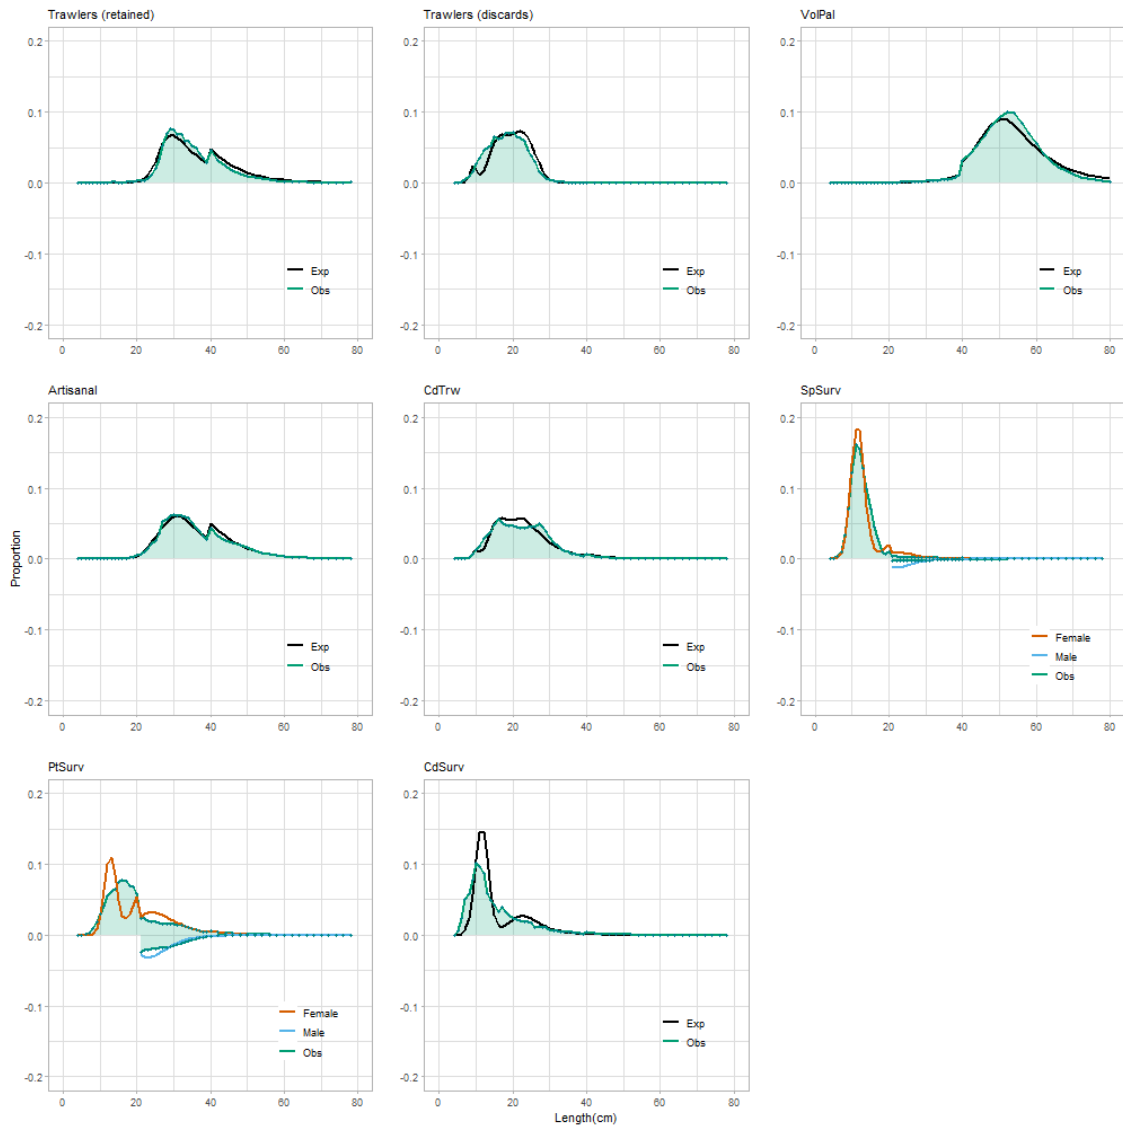 Trawlers (retained)
Trawlers (discards)
VolPal
0.2
0.1
0.0
-0.1
-0.2
Exp
Obs
0 20 40 60 80
0.2
0.1
0.0
-0.1
-0.2
Exp
Obs
0 20 40 60 80
0.2
0.1
0.0
-0.1
-0.2
Exp
Obs
0 20 40 60 80
Artisanal
CdTrw
SpSurv
Proportion
0.2
0.1
0.0
-0.1
-0.2
Exp
Obs
0 20 40 60 80
0.2
0.1
0.0
-0.1
-0.2
Exp
Obs
0 20 40 60 80
0.2
0.1
0.0
-0.1
-0.2
Female
Male
Obs
0 20 40 60 80
PtSurv
CdSurv
0.2
0.1
0.0
-0.1
-0.2
Female
Male
Obs
0 20 40 60 80
0.2
0.1
0.0
-0.1
-0.2
Exp
Obs
0 20 40 60 80
Length(cm)